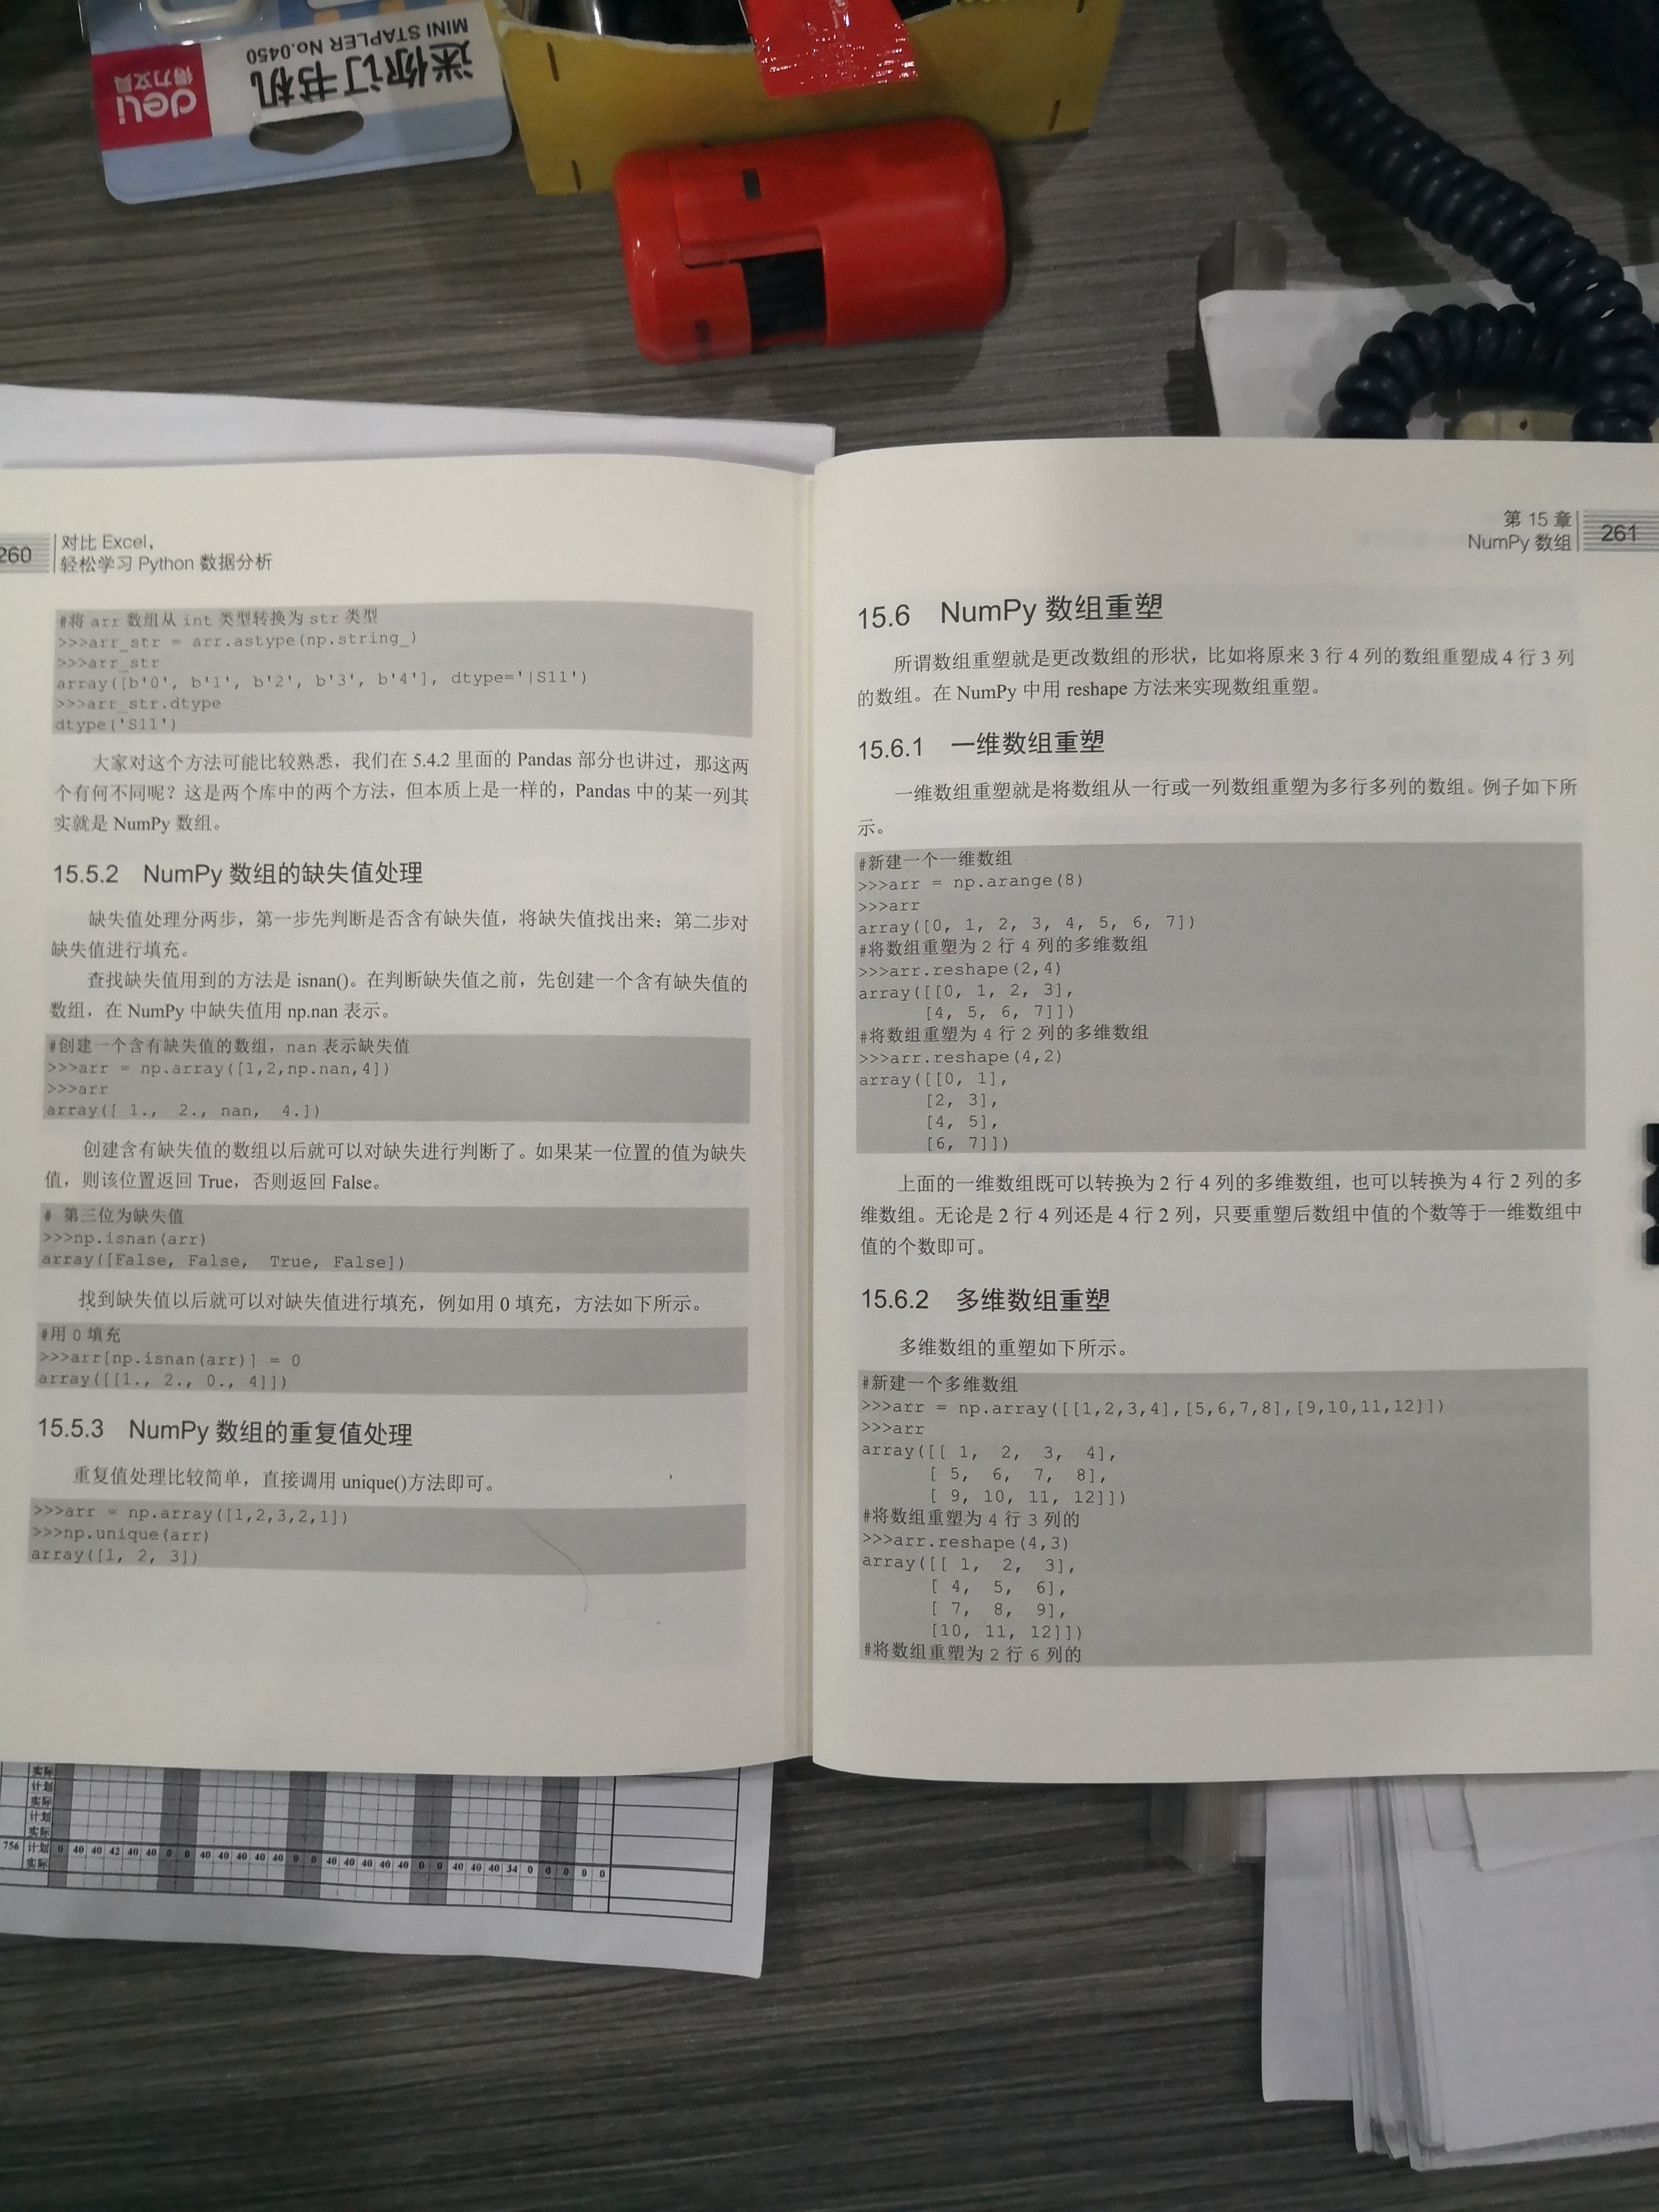 迷你订书机
MINI STAPLER No.0450
deli
得力文具
260
对比 Excel，
轻松学习 Python 数据分析
#将 arr 数组从 int 类型转换为 str 类型
>>>arr_str = arr.astype(np.string_)
>>>arr_str
array([b'0', b'1', b'2', b'3', b'4'], dtype='|S11')
>>>arr_str.dtype
dtype('S11')
大家对这个方法可能比较熟悉，我们在 5.4.2 里面的 Pandas 部分也讲过，那这两
个有何不同呢？这是两个库中的两个方法，但本质上是一样的，Pandas 中的某一列其
实就是 NumPy 数组。
15.5.2 NumPy 数组的缺失值处理
缺失值处理分两步，第一步先判断是否含有缺失值，将缺失值找出来；第二步对
缺失值进行填充。
查找缺失值用到的方法是 isnan()。在判断缺失值之前，先创建一个含有缺失值的
数组，在 NumPy 中缺失值用 np.nan 表示。
#创建一个含有缺失值的数组，nan 表示缺失值
>>>arr = np.array([1,2,np.nan,4])
>>>arr
array([ 1.,  2., nan,  4.])
创建含有缺失值的数组以后就可以对缺失进行判断了。如果某一位置的值为缺失
值，则该位置返回 True，否则返回 False。
# 第三位为缺失值
>>>np.isnan(arr)
array([False, False,  True, False])
找到缺失值以后就可以对缺失值进行填充，例如用 0 填充，方法如下所示。
#用 0 填充
>>>arr[np.isnan(arr)] = 0
array([[1., 2., 0., 4]])
15.5.3 NumPy 数组的重复值处理
重复值处理比较简单，直接调用 unique()方法即可。
>>>arr = np.array([1,2,3,2,1])
>>>np.unique(arr)
array([1, 2, 3])
第 15 章
NumPy 数组
261
15.6 NumPy 数组重塑
所谓数组重塑就是更改数组的形状，比如将原来 3 行 4 列的数组重塑成 4 行 3 列
的数组。在 NumPy 中用 reshape 方法来实现数组重塑。
15.6.1 一维数组重塑
一维数组重塑就是将数组从一行或一列数组重塑为多行多列的数组。例子如下所
示。
#新建一个一维数组
>>>arr = np.arange(8)
>>>arr
array([0, 1, 2, 3, 4, 5, 6, 7])
#将数组重塑为 2 行 4 列的多维数组
>>>arr.reshape(2,4)
array([[0, 1, 2, 3],
[4, 5, 6, 7]])
#将数组重塑为 4 行 2 列的多维数组
>>>arr.reshape(4,2)
array([[0, 1],
[2, 3],
[4, 5],
[6, 7]])
上面的一维数组既可以转换为 2 行 4 列的多维数组，也可以转换为 4 行 2 列的多
维数组。无论是 2 行 4 列还是 4 行 2 列，只要重塑后数组中值的个数等于一维数组中
值的个数即可。
15.6.2 多维数组重塑
多维数组的重塑如下所示。
#新建一个多维数组
>>>arr = np.array([[1,2,3,4],[5,6,7,8],[9,10,11,12]])
>>>arr
array([[ 1,  2,  3,  4],
[ 5,  6,  7,  8],
[ 9, 10, 11, 12]])
#将数组重塑为 4 行 3 列的
>>>arr.reshape(4,3)
array([[ 1,  2,  3],
[ 4,  5,  6],
[ 7,  8,  9],
[10, 11, 12]])
#将数组重塑为 2 行 6 列的
实际
计划
实际
计划
实际
756 计划 0 40 40 42 40 40 0 0 40 40 40 40 40 0 0 40 40 40 40 40 0 0 40 40 40 34 0 0 0 0 0
实际